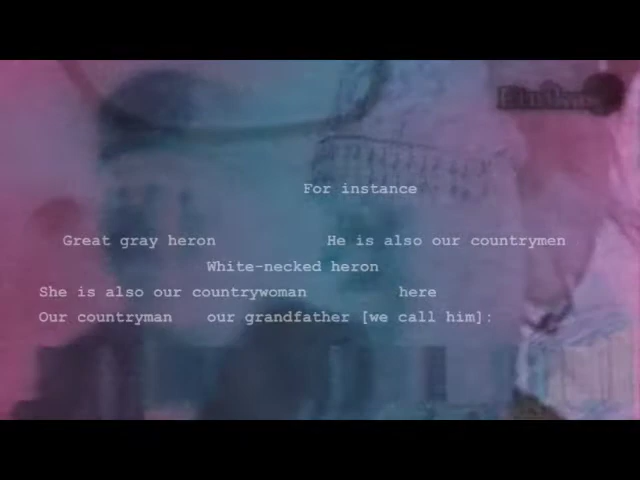 For instance
Great gray heron He is also our countrymen
White-necked heron
She is also our countrywoman here
Our countryman our grandfather [we call him]: